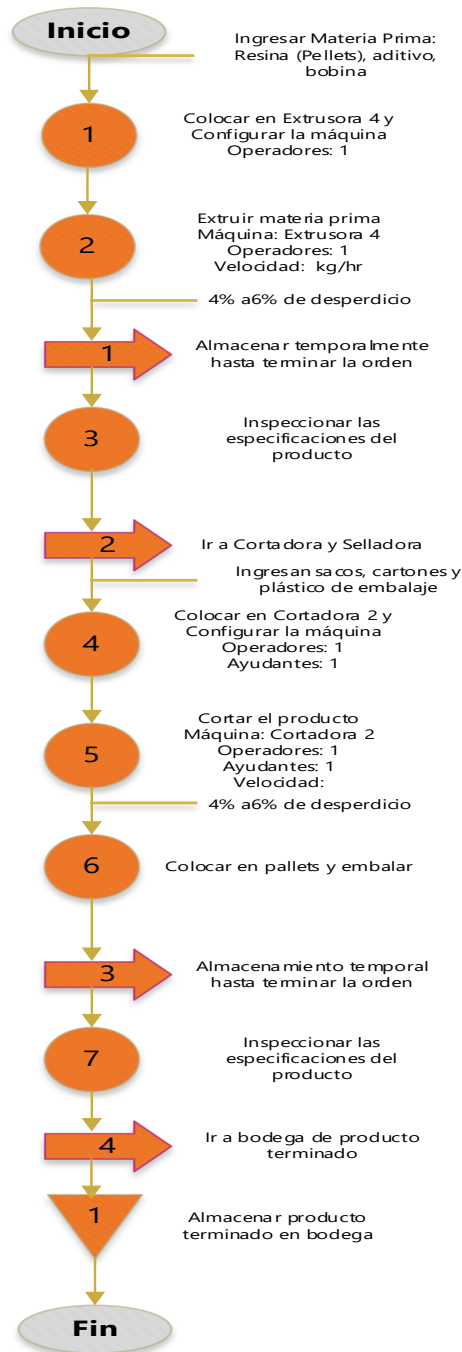 Inicio
Ingresar Materia Prima:
Resina (Pellets), aditivo,
bobina
1
Colocar en Extrusora 4 y
Configurar la máquina
Operadores: 1
2
Extruir materia prima
Máquina: Extrusora 4
Operadores: 1
Velocidad: kg/hr
4% a6% de desperdicio
1
Almacenar temporalmente
hasta terminar la orden
3
Inspeccionar las
especificaciones del
producto
2
Ir a Cortadora y Selladora
Ingresan sacos, cartones y
plástico de embalaje
4
Colocar en Cortadora 2 y
Configurar la máquina
Operadores: 1
Ayudantes: 1
5
Cortar el producto
Máquina: Cortadora 2
Operadores: 1
Ayudantes: 1
Velocidad:
4% a6% de desperdicio
6
Colocar en pallets y embalar
3
Almacenamiento temporal
hasta terminar la orden
7
Inspeccionar las
especificaciones del
producto
4
Ir a bodega de producto
terminado
1
Almacenar producto
terminado en bodega
Fin